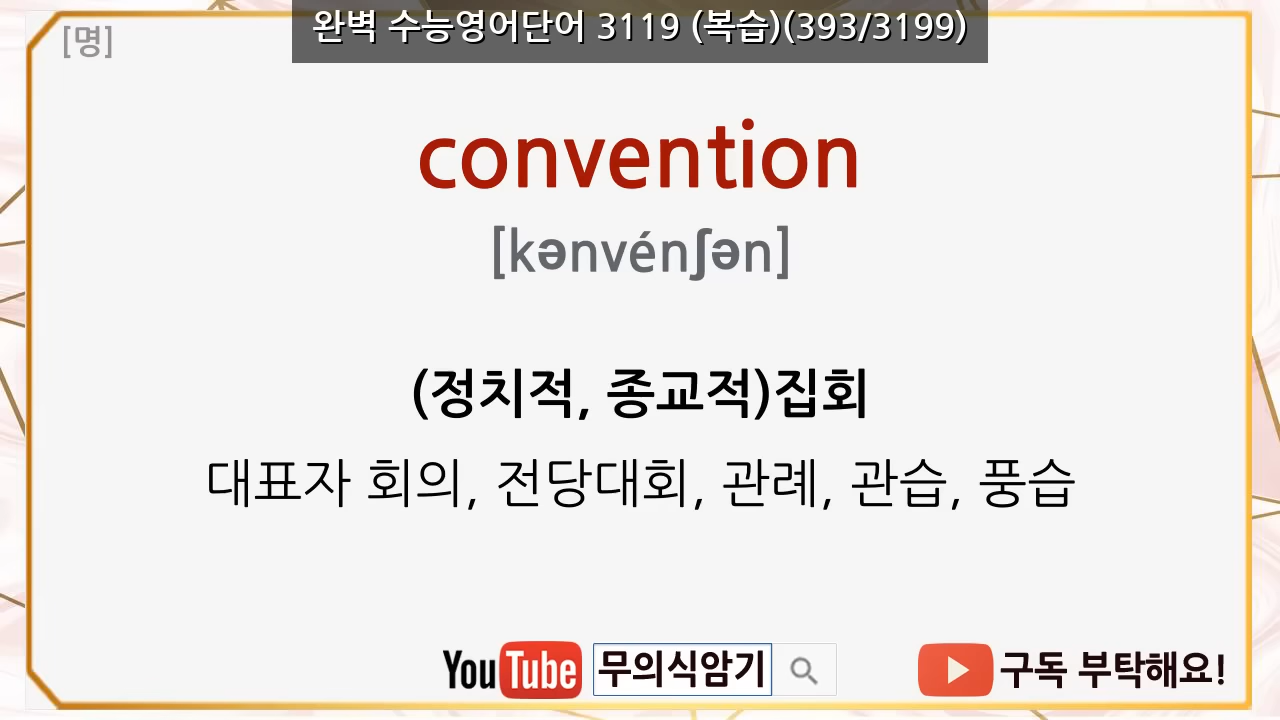 완벽 수능영어단어 3119 (복습)(393/3199)
[명]
convention
[kənvénʃən]
(정치적, 종교적)집회
대표자 회의, 전당대회, 관례, 관습, 풍습
YouTube 무의식암기 구독 부탁해요!